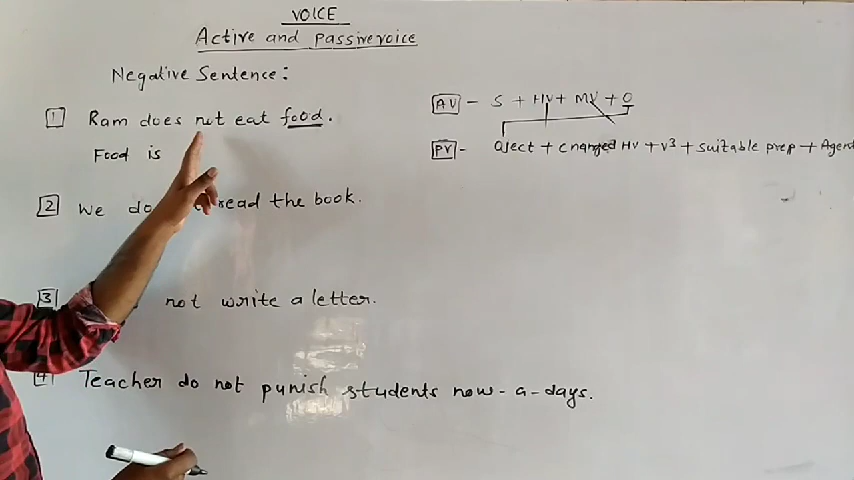 VOICE
Active and passive voice
Negative Sentence:
1 Ram does not eat food.
Food is
AV - S + HV + MV + O
PV - Oject + changed HV + V³ + suitable prep + Agent
2 We do read the book.
3 not write a letter.
4 Teacher do not punish students now-a-days.